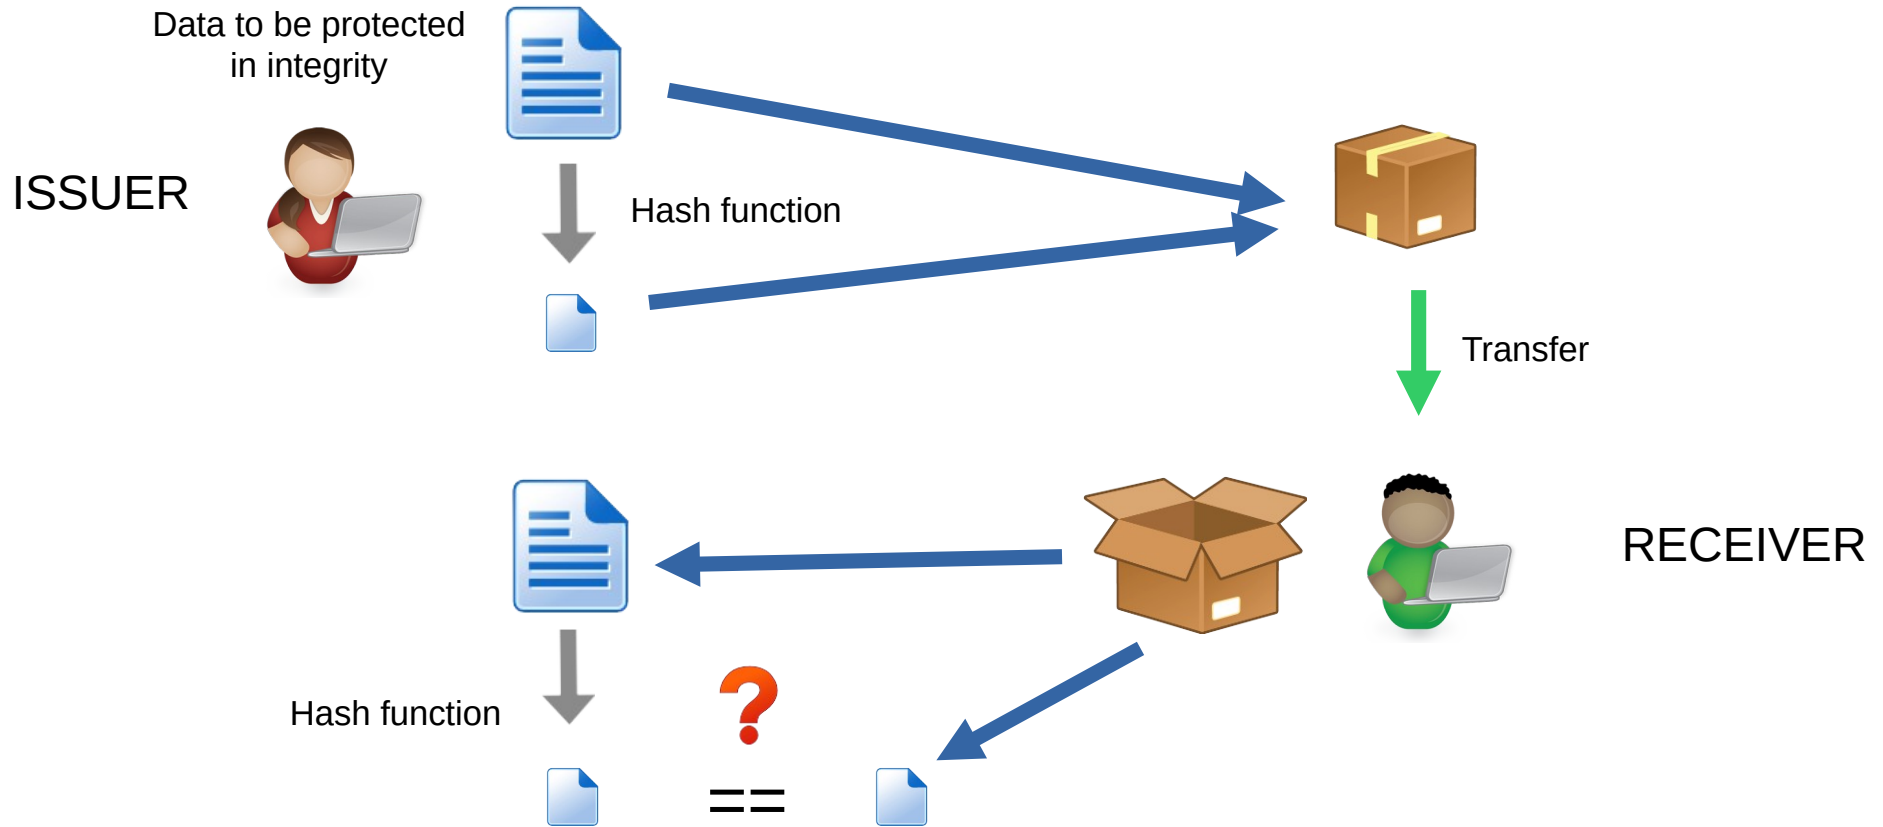 Data to be protected
in integrity
ISSUER
Hash function
Transfer
RECEIVER
Hash function
?
==